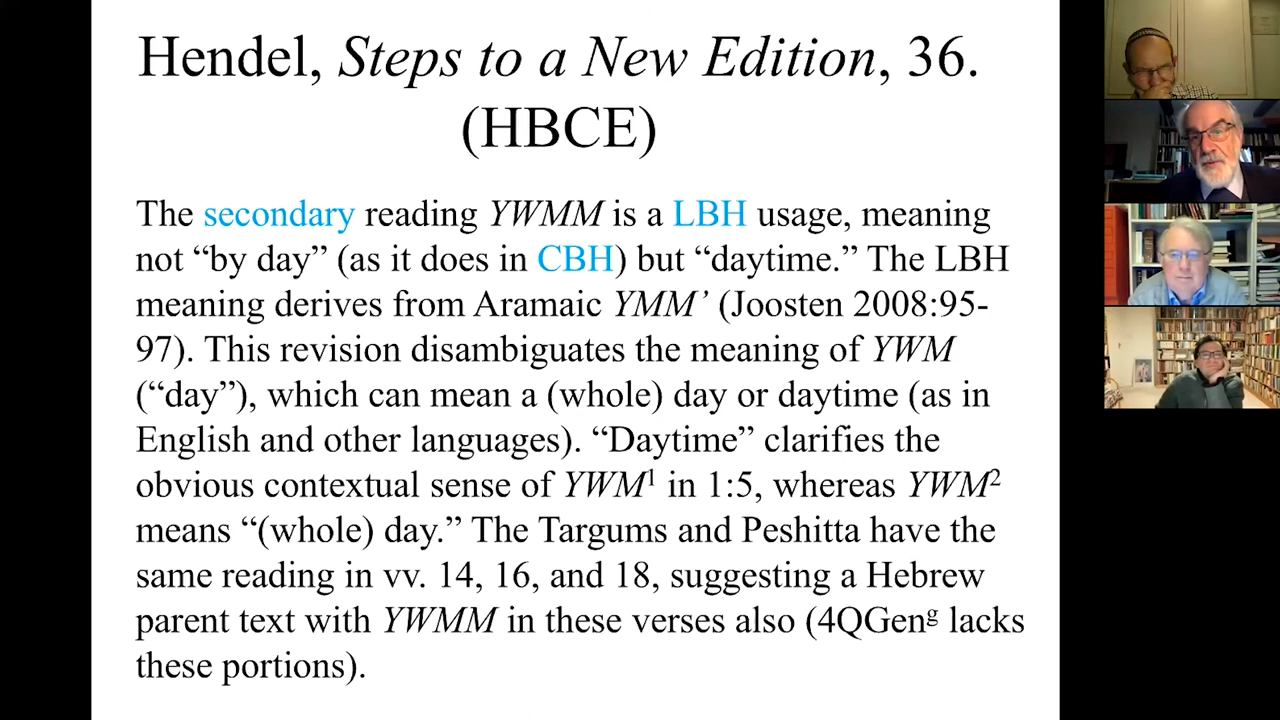 Hendel, Steps to a New Edition, 36.
(HBCE)
The secondary reading YWMM is a LBH usage, meaning
not “by day” (as it does in CBH) but “daytime.” The LBH
meaning derives from Aramaic YMM’ (Joosten 2008:95-
97). This revision disambiguates the meaning of YWM
(“day”), which can mean a (whole) day or daytime (as in
English and other languages). “Daytime” clarifies the
obvious contextual sense of YWM¹ in 1:5, whereas YWM²
means “(whole) day.” The Targums and Peshitta have the
same reading in vv. 14, 16, and 18, suggesting a Hebrew
parent text with YWMM in these verses also (4QGenᵍ lacks
these portions).